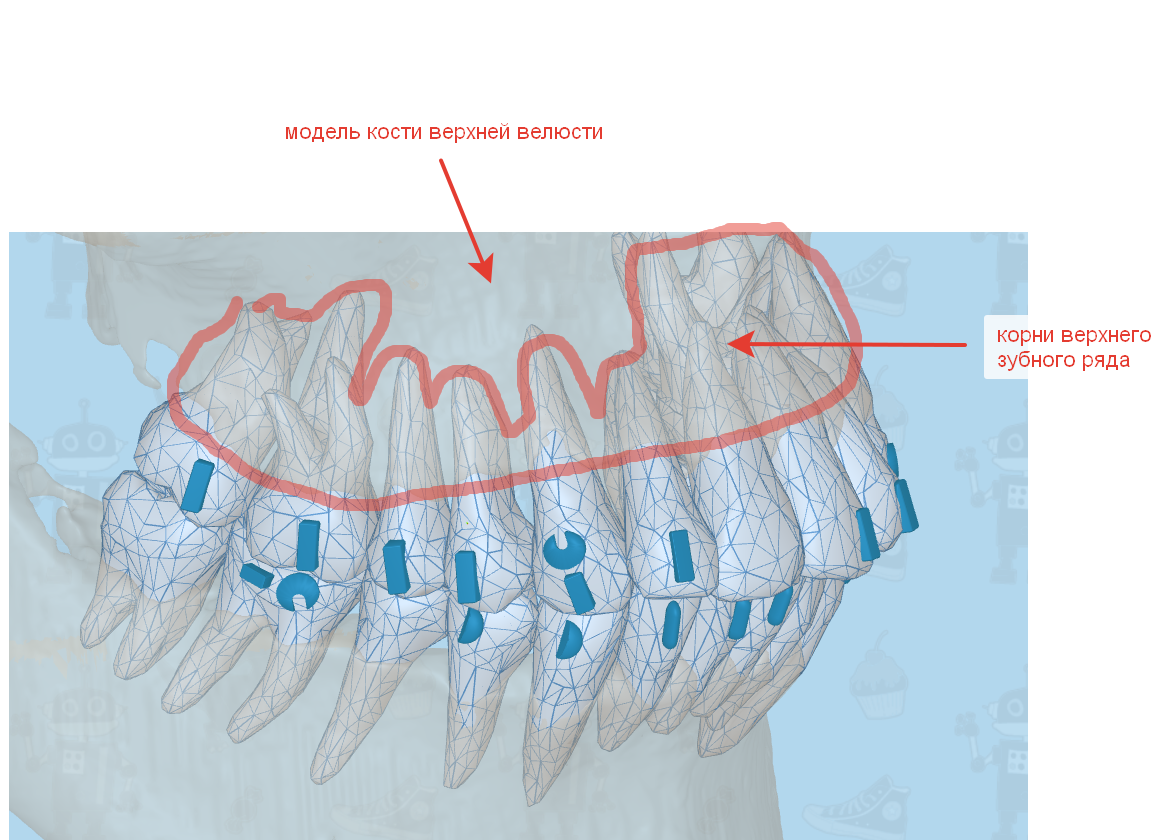 модель кости верхней велюсти
корни верхнего
зубного ряда